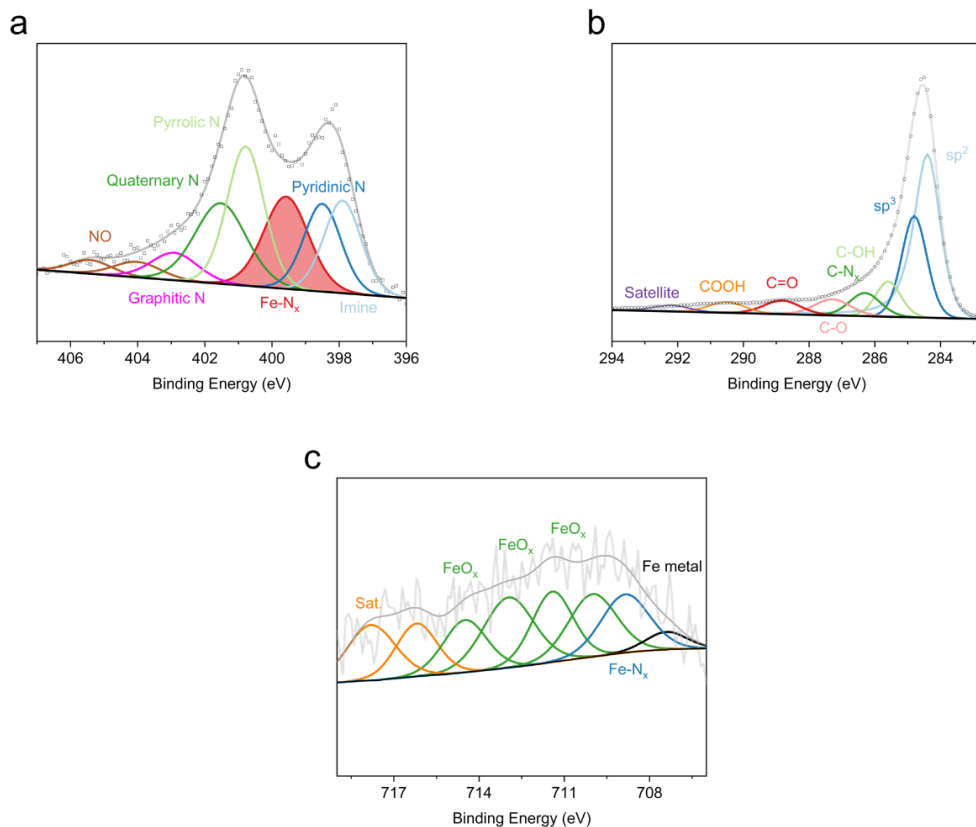 a
Pyrrolic N
Quaternary N
Pyridinic N
NO
Graphitic N
Fe-Nₓ
Imine
406 404 402 400 398 396
Binding Energy (eV)
b
sp²
sp³
C-OH
C-Nₓ
C=O
COOH
Satellite
C-O
294 292 290 288 286 284
Binding Energy (eV)
c
FeOₓ
FeOₓ
FeOₓ
Fe metal
Sat.
Fe-Nₓ
717 714 711 708
Binding Energy (eV)